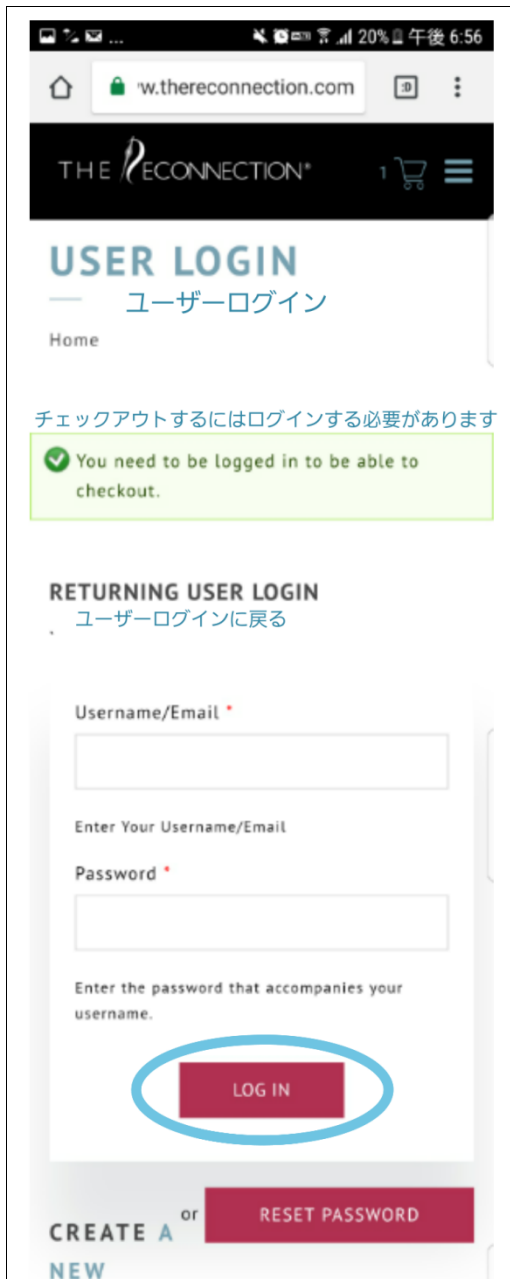 ... 20% 午後 6:56
w.thereconnection.com :D
THE RECONNECTION® 1
USER LOGIN
ユーザーログイン
Home
チェックアウトするにはログインする必要があります
You need to be logged in to be able to
checkout.
RETURNING USER LOGIN
ユーザーログインに戻る
Username/Email *
Enter Your Username/Email
Password *
Enter the password that accompanies your
username.
LOG IN
or RESET PASSWORD
CREATE A
NEW